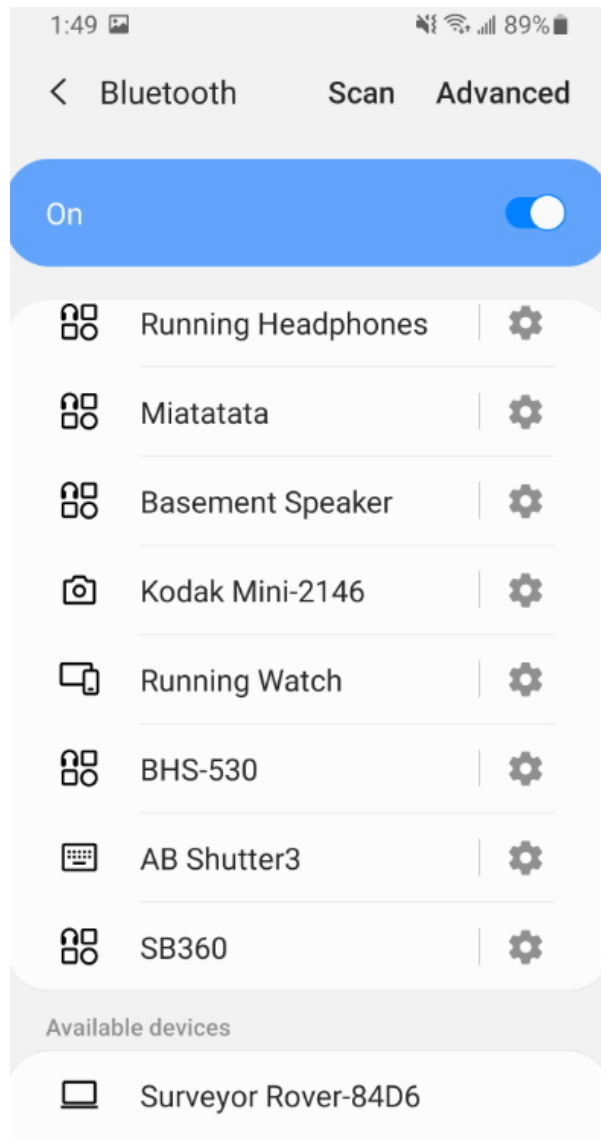 1:49 89%
Bluetooth Scan Advanced
On
Running Headphones
Miatatata
Basement Speaker
Kodak Mini-2146
Running Watch
BHS-530
AB Shutter3
SB360
Available devices
Surveyor Rover-84D6